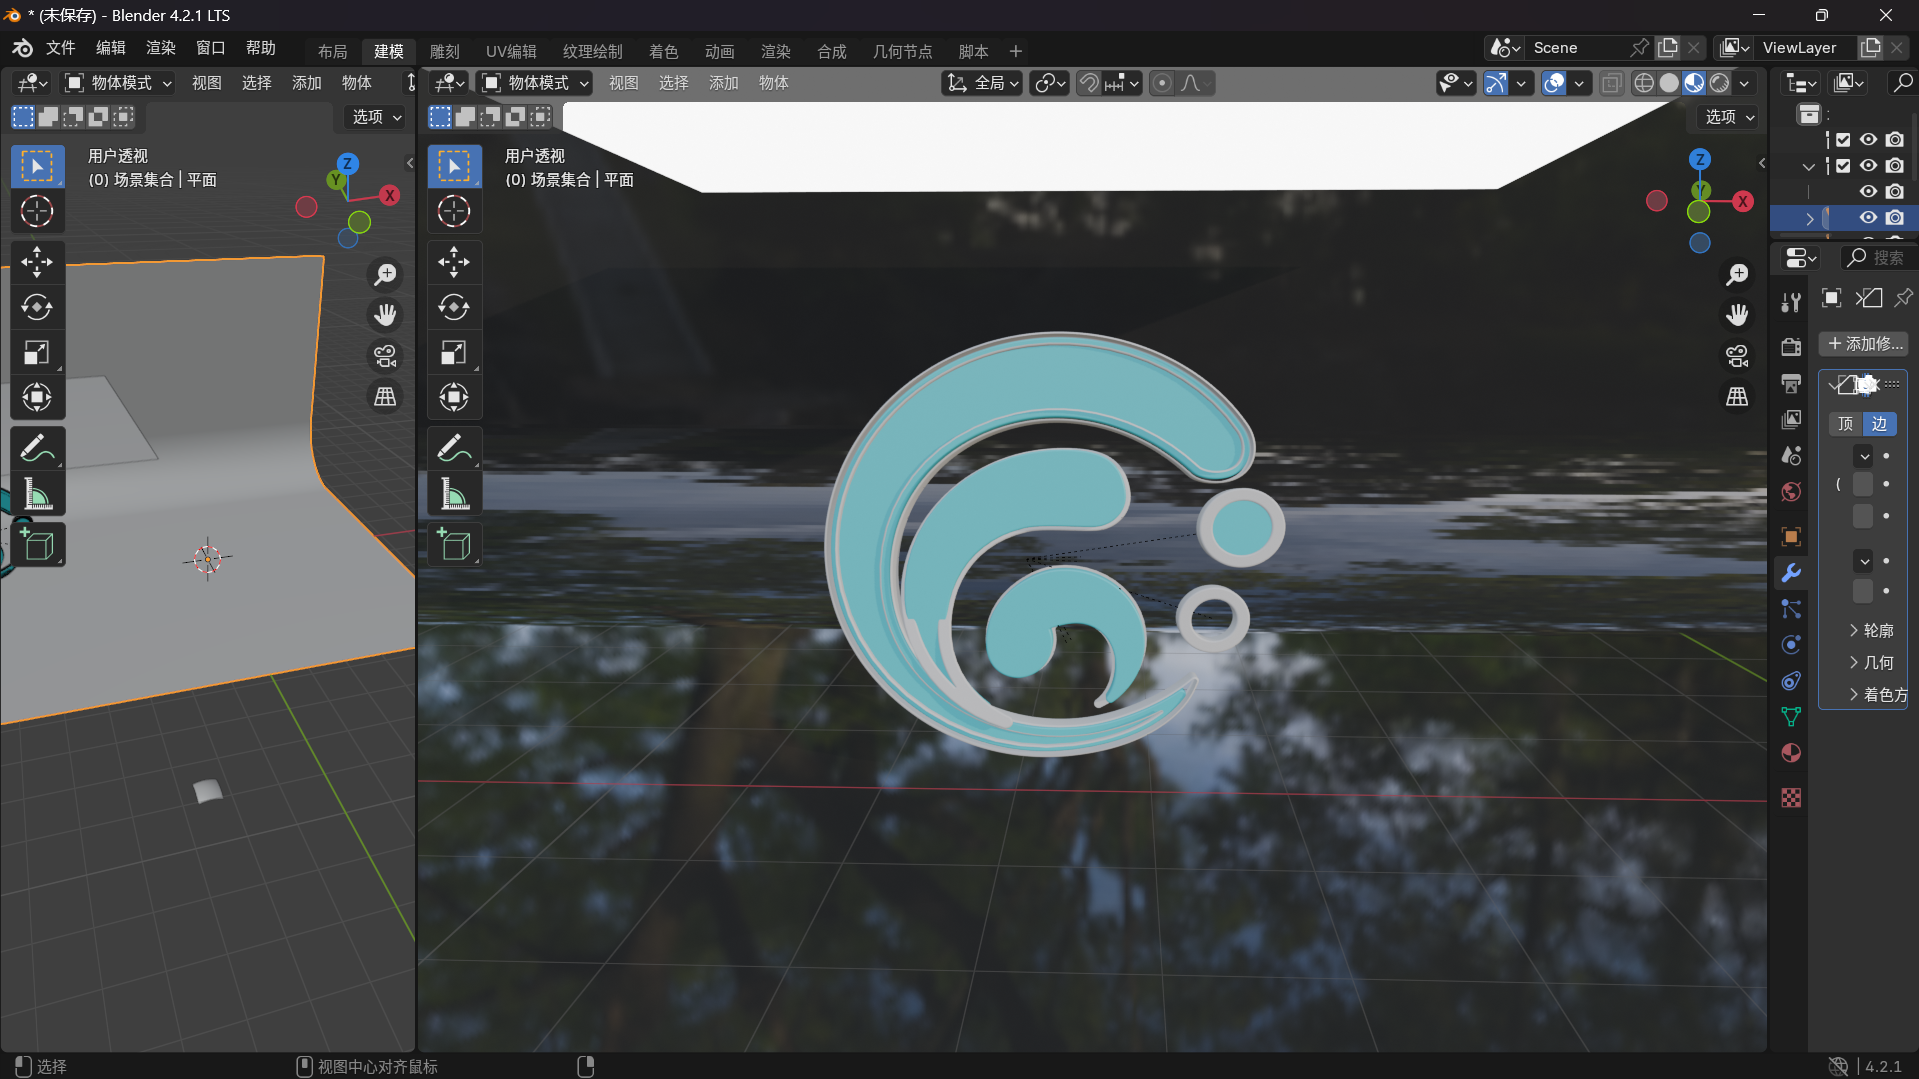 * (未保存) - Blender 4.2.1 LTS
文件 编辑 渲染 窗口 帮助
布局 建模 雕刻 UV编辑 纹理绘制 着色 动画 渲染 合成 几何节点 脚本
Scene
ViewLayer
物体模式 视图 选择 添加 物体
物体模式 视图 选择 添加 物体
全局
选项
选项
用户透视
(0) 场景集合 | 平面
Z
Y
X
用户透视
(0) 场景集合 | 平面
Z
Y
X
搜索
添加修...
顶 边
(
轮廓
几何
着色方
选择
视图中心对齐鼠标
4.2.1